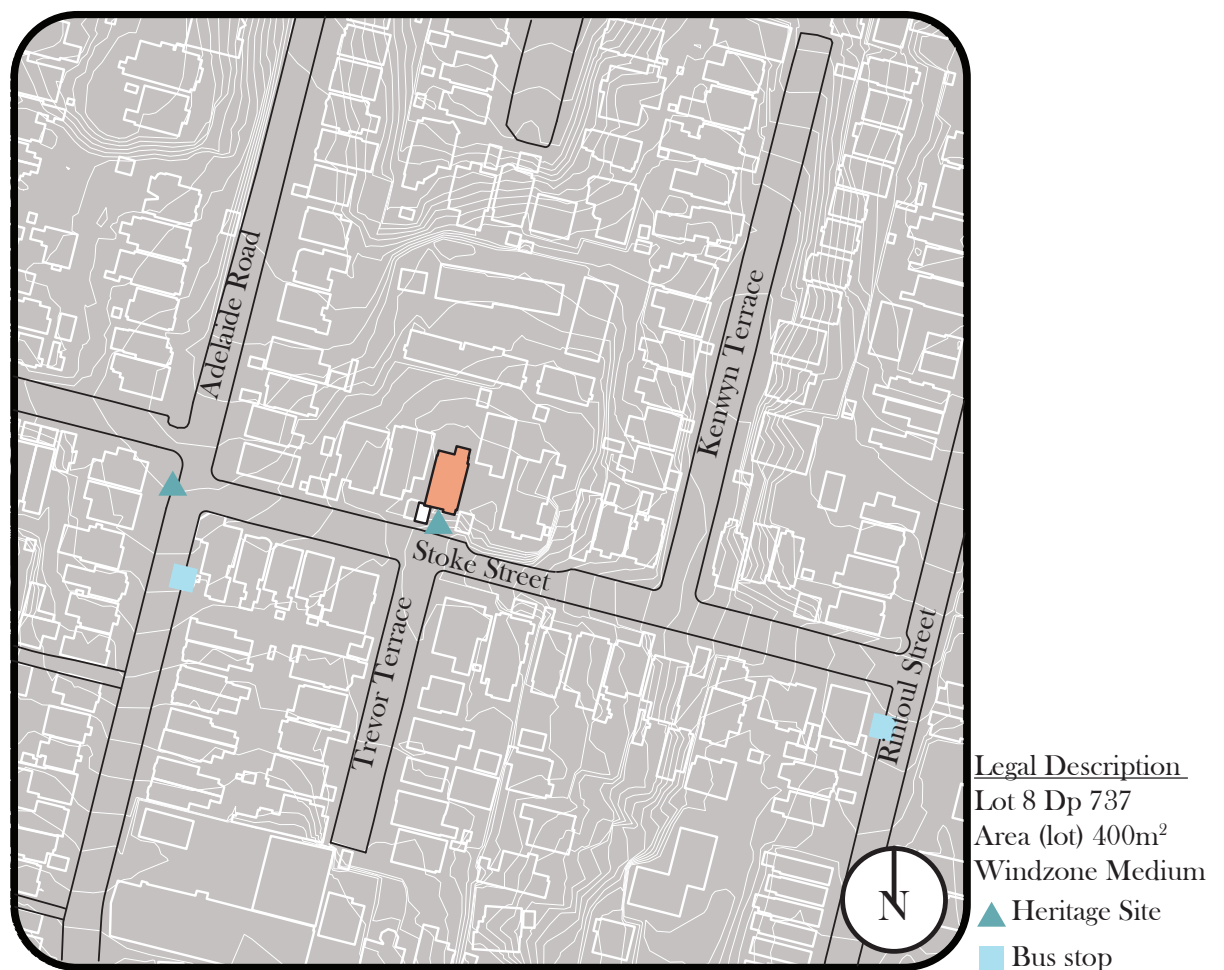 Adelaide Road
Kenwyn Terrace
Stoke Street
Trevor Terrace
Rintoul Street
N
Legal Description
Lot 8 Dp 737
Area (lot) 400m²
Windzone Medium
Heritage Site
Bus stop